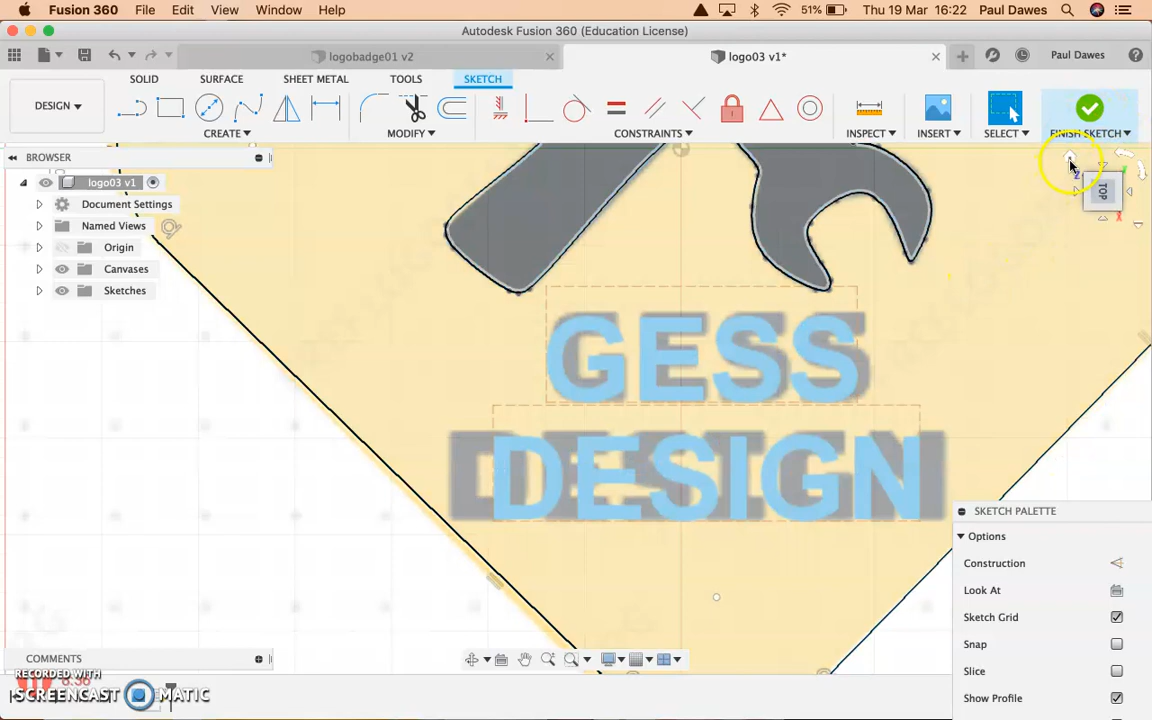 Fusion 360 File Edit View Window Help 51% Thu 19 Mar 16:22 Paul Dawes
Autodesk Fusion 360 (Education License)
logobadge01 v2 logo03 v1* Paul Dawes
DESIGN SOLID SURFACE SHEET METAL TOOLS SKETCH
CREATE MODIFY CONSTRAINTS INSPECT INSERT SELECT FINISH SKETCH
BROWSER
logo03 v1
Document Settings
Named Views
Origin
Canvases
Sketches
Z
TOP
X
GESS
DESIGN
SKETCH PALETTE
Options
Construction
Look At
Sketch Grid
Snap
Slice
Show Profile
COMMENTS
RECORDED WITH
SCREENCAST MATIC